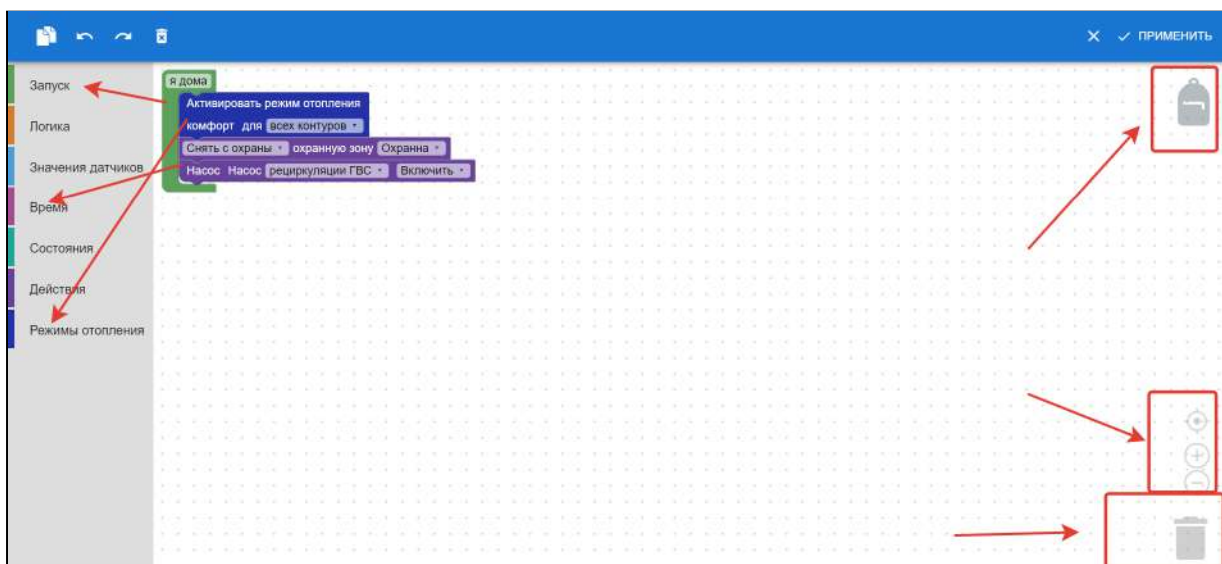 ПРИМЕНИТЬ
Запуск
Логика
Значения датчиков
Время
Состояния
Действия
Режимы отопления
я дома
Активировать режим отопления
комфорт для всех контуров
Снять с охраны охранную зону Охранна
Насос Насос рециркуляции ГВС Включить